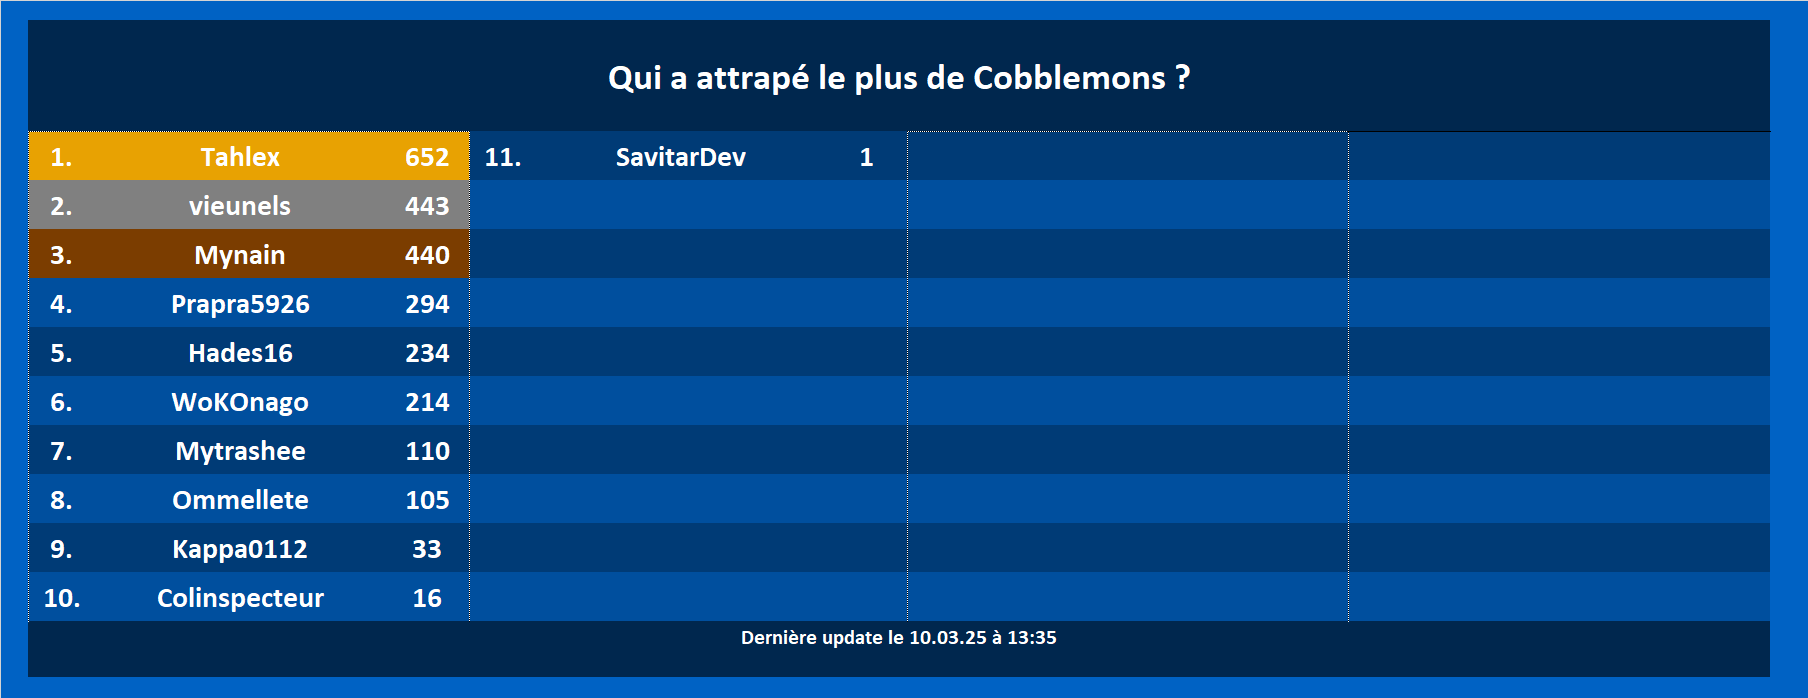 Qui a attrapé le plus de Cobblemons ?
1. Tahlex 652
2. vieunels 443
3. Mynain 440
4. Prapra5926 294
5. Hades16 234
6. WoKOnago 214
7. Mytrashee 110
8. Ommellete 105
9. Kappa0112 33
10. Colinspecteur 16
11. SavitarDev 1
Dernière update le 10.03.25 à 13:35